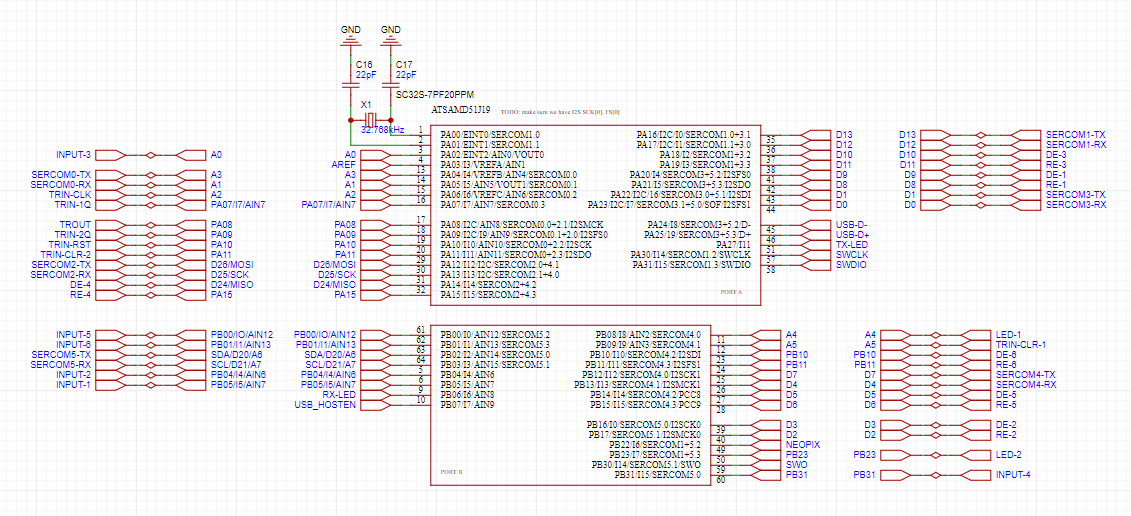 GND GND
C16 C17
22pF 22pF
SC32S-7PF20PPM
X1
32.768kHz
ATSAMD51J19 TODO: make sure we have I2S SCK[0], FS[0]
1 PA00/EINT0/SERCOM1.0 PA16/I2C/I0/SERCOM1.0+3.1 35 D13 D13 SERCOM1-TX
2 PA01/EINT1/SERCOM1.1 PA17/I2C/I1/SERCOM1.1+3.0 36 D12 D12 SERCOM1-RX
INPUT-3 A0 A0 3 PA02/EINT2/AIN0/VOUT0 PA18/I2/SERCOM1.1+3.2 37 D10 D10 DE-3
AREF 4 PA03/I3/VREFA/AIN1 PA19/I3/SERCOM1.3+3.3 38 D11 D11 RE-3
SERCOM0-TX A3 A3 13 PA04/I4/VREFB/AIN4/SERCOM0.0 PA20/I4/SERCOM3+5.2/I2SFS0 41 D9 D9 DE-1
SERCOM0-RX A1 A1 14 PA05/I5/AIN5/VOUT1/SERCOM0.1 PA21/I5/SERCOM3+5.3/I2SDO 42 D8 D8 RE-1
TRIN-CLK A2 A2 15 PA06/I6/VREFC/AIN6/SERCOM0.2 PA22/I2C/16/SERCOM3.0+5.1/I2SDI 43 D1 D1 SERCOM3-TX
TRIN-1Q PA07/I7/AIN7 PA07/I7/AIN7 16 PA07/I7/AIN7/SERCOM0.3 PA23/I2C/I7/SERCOM3.1+5.0/SOF/I2SFS1 44 D0 D0 SERCOM3-RX
TROUT PA08 PA08 17 PA08/I2C/AIN8/SERCOM0.0+2.1/I2SMCK PA24/I8/SERCOM3+5.2/D- 45 USB-D-
TRIN-2Q PA09 PA09 18 PA09/I2C I9/AIN9/SERCOM0.1+2.0/I2SFS0 PA25/19/SERCOM3+5.3/D+ 46 USB-D+
TRIN-RST PA10 PA10 19 PA10/I10/AIN10/SERCOM0+2.2/I2SCK PA27/I11 51 TX-LED
TRIN-CLR-2 PA11 PA11 20 PA11/I11/AIN11/SERCOM0+2.3/I2SDO PA30/I14/SERCOM1.2/SWCLK 57 SWCLK
SERCOM2-TX D26/MOSI D26/MOSI 29 PA12/I12/I2C/SERCOM2.0+4.1 PA31/I15/SERCOM1.3/SWDIO 58 SWDIO
SERCOM2-RX D25/SCK D25/SCK 30 PA13/I13/I2C/SERCOM2.1+4.0
DE-4 D24/MISO D24/MISO 31 PA14/I14/SERCOM2+4.2
RE-4 PA15 PA15 32 PA15/I15/SERCOM2+4.3
PORT A
INPUT-5 PB00/IO/AIN12 PB00/IO/AIN12 61 PB00/I0/AIN12/SERCOM5.2 PB08/I8/AIN2/SERCOM4.0 11 A4 A4 LED-1
INPUT-6 PB01/I1/AIN13 PB01/I1/AIN13 62 PB01/I1/AIN13/SERCOM5.3 PB09/I9/AIN3/SERCOM4.1 12 A5 A5 TRIN-CLR-1
SERCOM5-TX SDA/D20/A6 SDA/D20/A6 63 PB02/I2/AIN14/SERCOM5.0 PB10/I10/SERCOM4.2/I2SDI 23 PB10 PB10 DE-6
SERCOM5-RX SCL/D21/A7 SCL/D21/A7 64 PB03/I3/AIN15/SERCOM5.1 PB11/I11/SERCOM4.3/I2SFS1 24 PB11 PB11 RE-6
INPUT-2 PB04/I4/AIN6 PB04/I4/AIN6 5 PB04/I4/AIN6 PB12/I12/SERCOM4.0/I2SCK1 25 D7 D7 SERCOM4-TX
INPUT-1 PB05/I5/AIN7 PB05/I5/AIN7 6 PB05/I5/AIN7 PB13/I13/SERCOM4.1/I2SMCK1 26 D4 D4 SERCOM4-RX
RX-LED 9 PB06/I6/AIN8 PB14/I14/SERCOM4.2/PCC8 27 D5 D5 DE-5
USB_HOSTEN 10 PB07/I7/AIN9 PB15/I15/SERCOM4.3/PCC9 28 D6 D6 RE-5
PB16/I0/SERCOM5.0/I2SCK0 39 D3 D3 DE-2
PB17/SERCOM5.1/I2SMCK0 40 D2 D2 RE-2
PB22/I6/SERCOM1+5.2 49 NEOPIX
PB23/I7/SERCOM1+5.3 50 PB23 PB23 LED-2
PB30/I14/SERCOM5.1/SWO 59 SWO
PB31/I15/SERCOM5.0 60 PB31 PB31 INPUT-4
PORT B